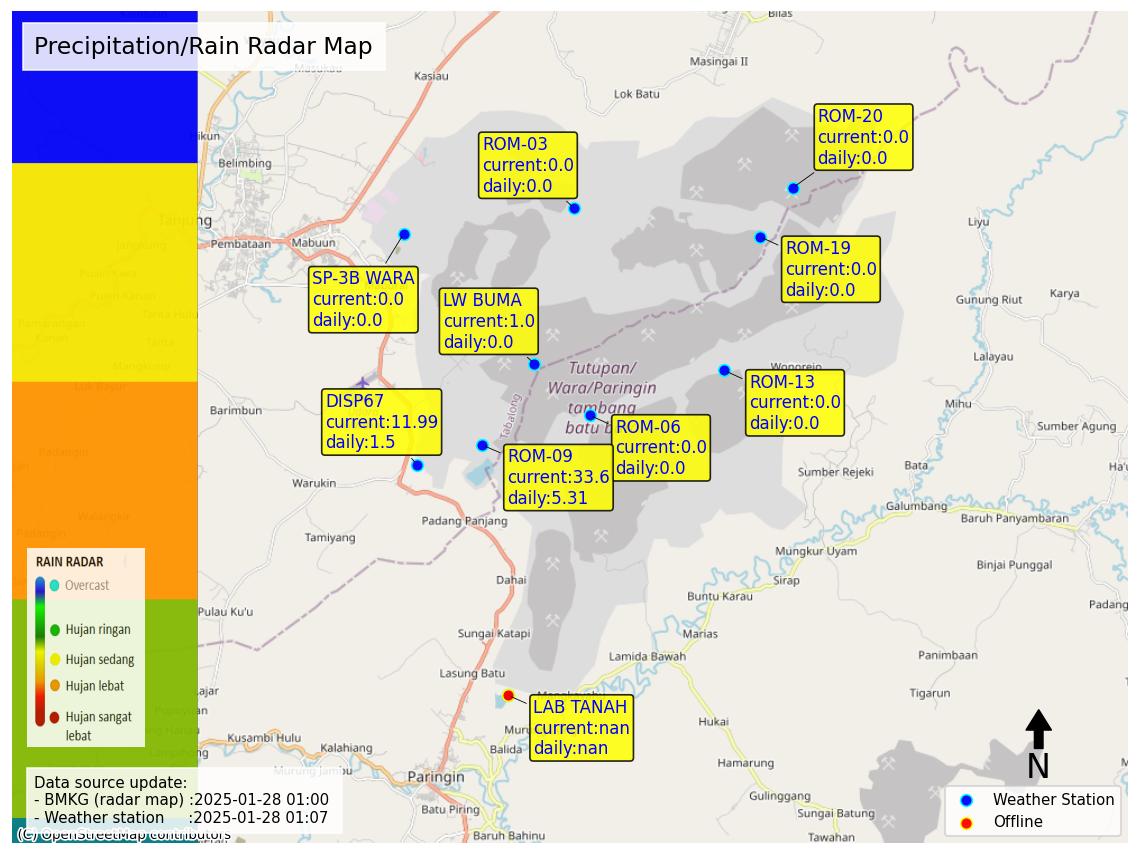 Precipitation/Rain Radar Map
Bilas
Masingai II
Kasiau
Lok Batu
Hikun
Belimbing
Tanjung
Pembataan
Mabuun
ROM-03
current:0.0
daily:0.0
ROM-20
current:0.0
daily:0.0
ROM-19
current:0.0
daily:0.0
SP-3B WARA
current:0.0
daily:0.0
LW BUMA
current:1.0
daily:0.0
Liyu
Gunung Riut
Karya
Lalayau
Mihu
Wonorejo
Tutupan/
Wara/Paringin
tambang
batu b
Tabalong
ROM-13
current:0.0
daily:0.0
DISP67
current:11.99
daily:1.5
ROM-06
current:0.0
daily:0.0
ROM-09
current:33.6
daily:5.31
Barimbun
Warukin
Padang Panjang
Tamiyang
Sumber Agung
Sumber Rejeki
Bata
Ha'u
Galumbang
Baruh Panyambaran
Mungkur Uyam
Binjai Punggal
Dahai
Sirap
Buntu Karau
Padang
Pulau Ku'u
Sungai Katapi
Marias
Lamida Bawah
Panimbaan
Lasung Batu
Tigarun
RAIN RADAR
Overcast
Hujan ringan
Hujan sedang
Hujan lebat
Hujan sangat
lebat
LAB TANAH
current:nan
daily:nan
Hukai
Kusambi Hulu
Kalahiang
Murung Jambu
Balida
Hamarung
Paringin
Gulinggang
Batu Piring
Sungai Batung
Baruh Bahinu
Tawahan
N
Data source update:
- BMKG (radar map) :2025-01-28 01:00
- Weather station :2025-01-28 01:07
Weather Station
Offline
(C) OpenStreetMap contributors